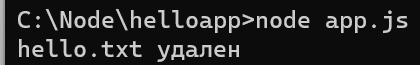 C:\Node\helloapp>node app.js
hello.txt удален